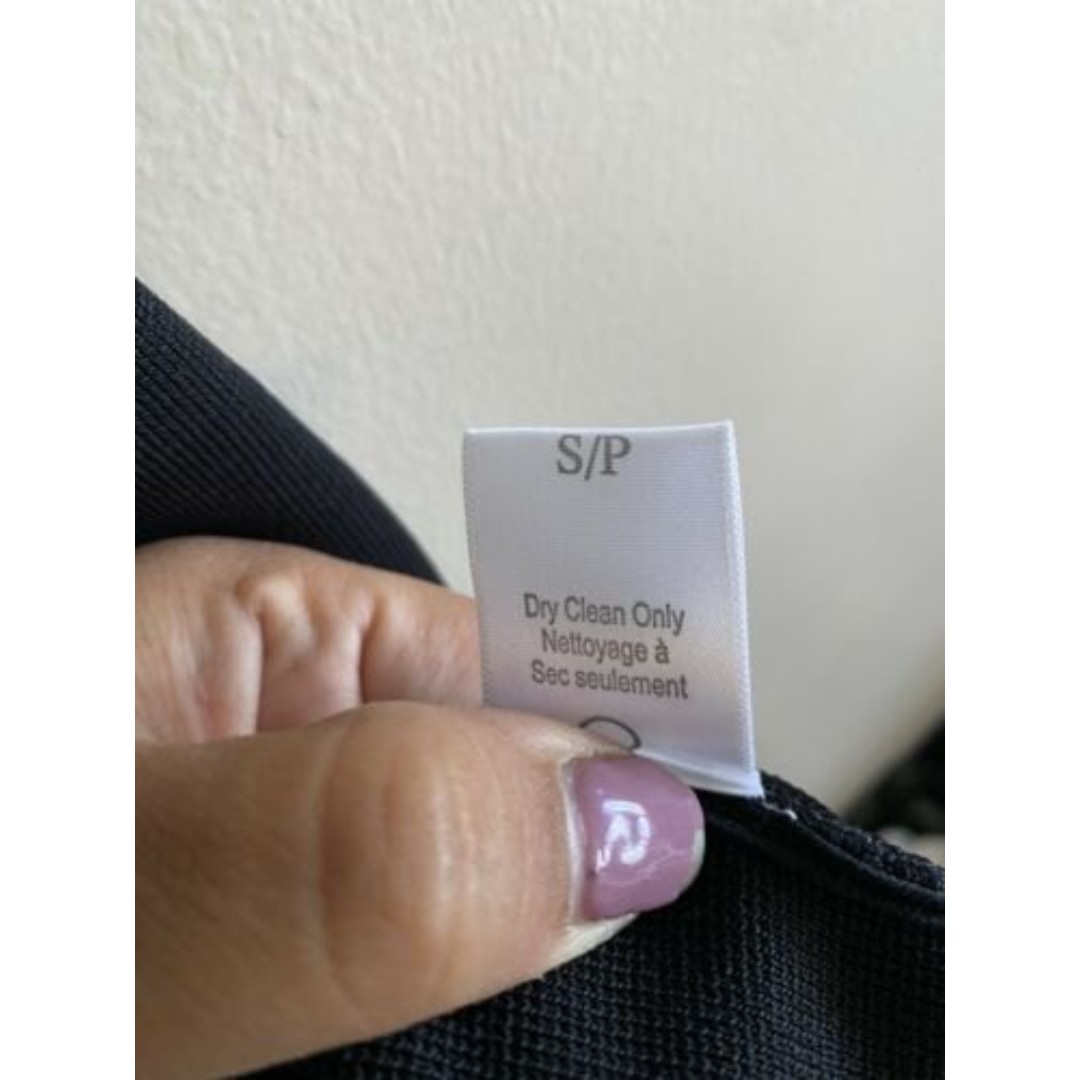 S/P
Dry Clean Only
Nettoyage à
Sec seulement